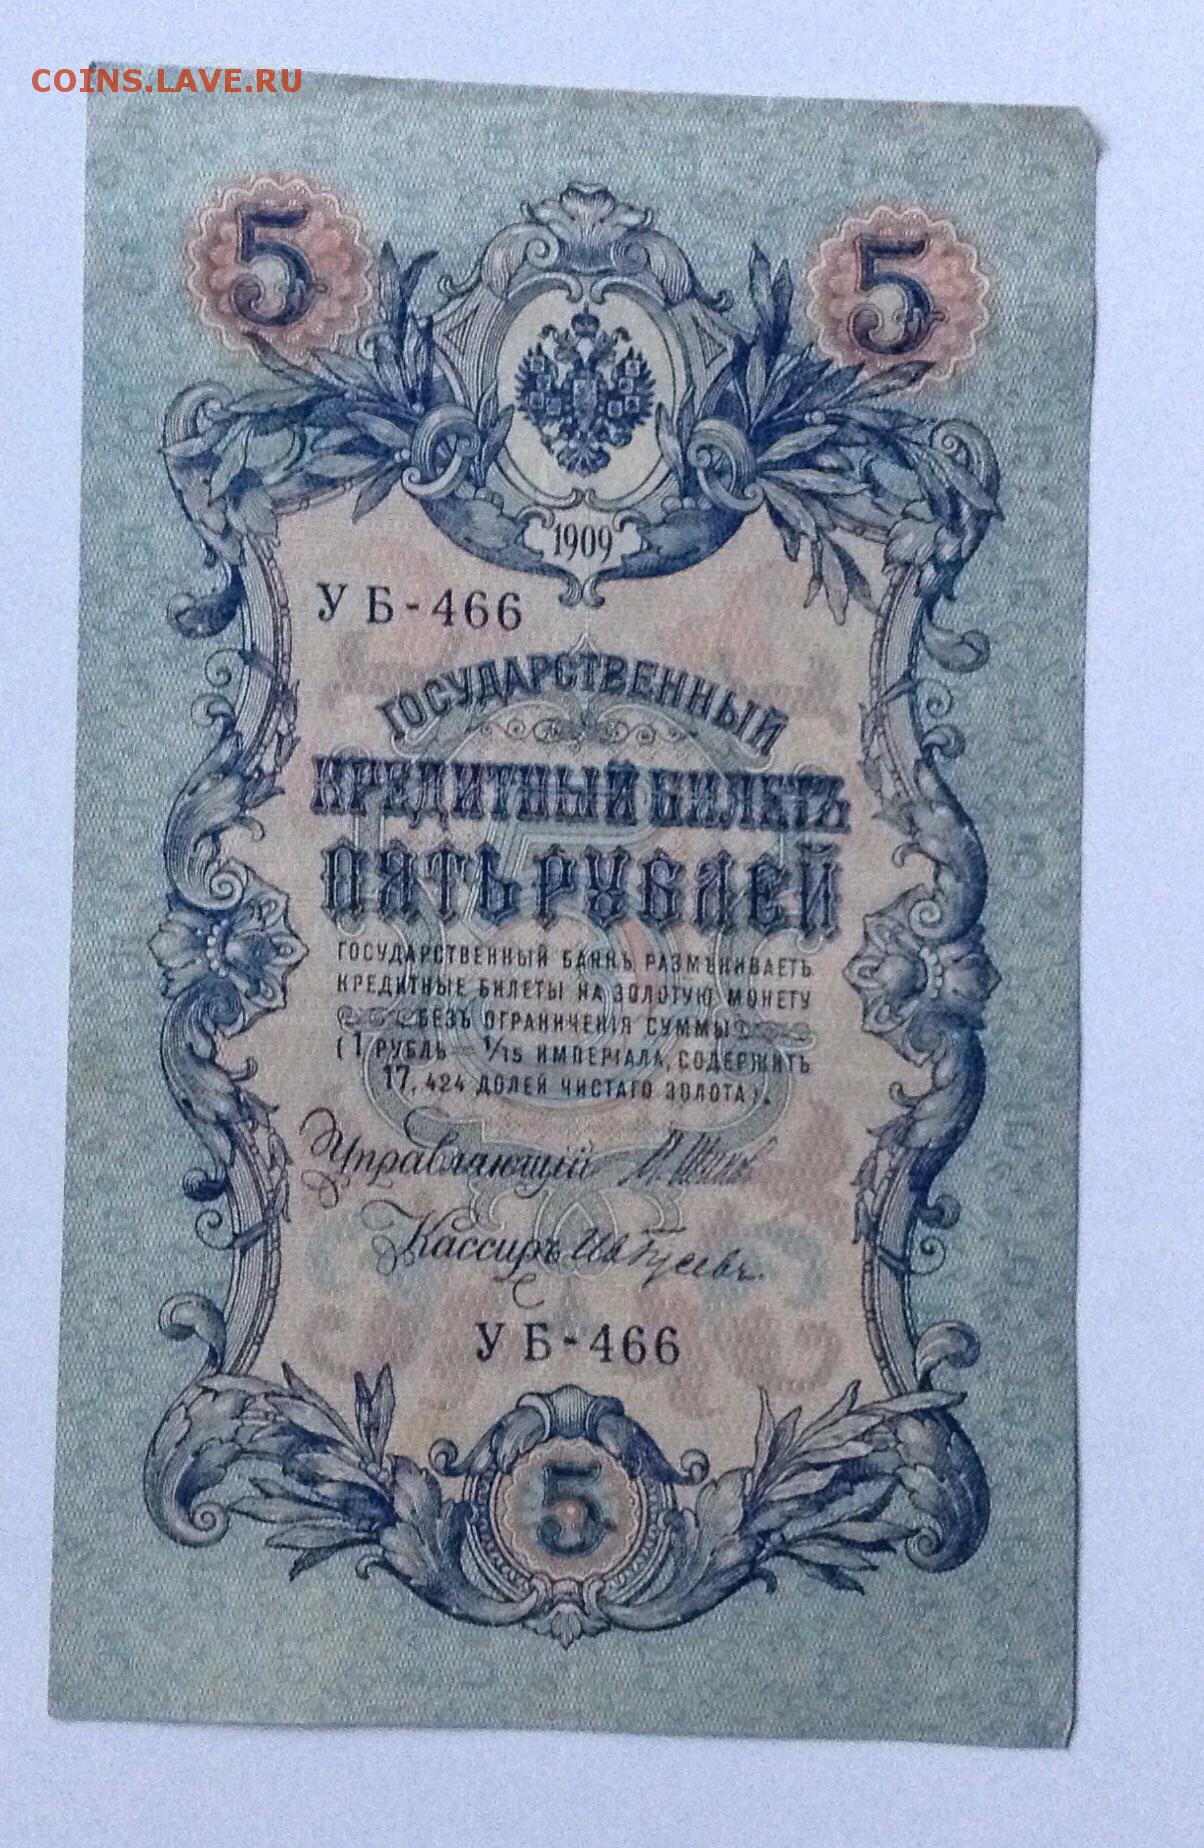 COINS.LAVE.RU
5 5
1909
УБ-466
ГОСУДАРСТВЕННЫЙ
КРЕДИТНЫЙ БИЛЕТЪ
ПЯТЬ РУБЛЕЙ
ГОСУДАРСТВЕННЫЙ БАНКЪ РАЗМѢНИВАЕТЪ
КРЕДИТНЫЕ БИЛЕТЫ НА ЗОЛОТУЮ МОНЕТУ
БЕЗЪ ОГРАНИЧЕНІЯ СУММЫ
(1 РУБЛЬ = 1/15 ИМПЕРІАЛА, СОДЕРЖИТЪ
17,424 ДОЛЕЙ ЧИСТАГО ЗОЛОТА).
Управляющій
Кассиръ
УБ-466
5